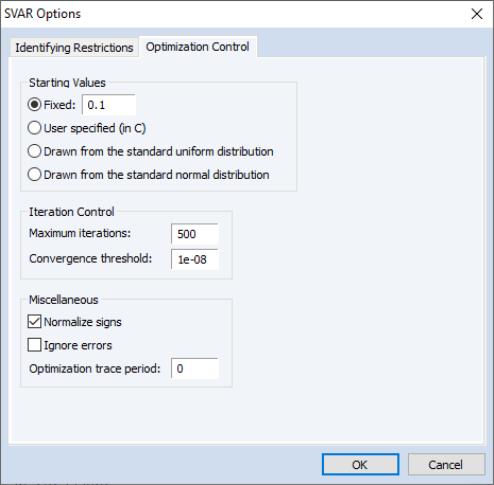 SVAR Options
Identifying Restrictions Optimization Control
Starting Values
Fixed: 0.1
User specified (in C)
Drawn from the standard uniform distribution
Drawn from the standard normal distribution
Iteration Control
Maximum iterations: 500
Convergence threshold: 1e-08
Miscellaneous
Normalize signs
Ignore errors
Optimization trace period: 0
OK Cancel